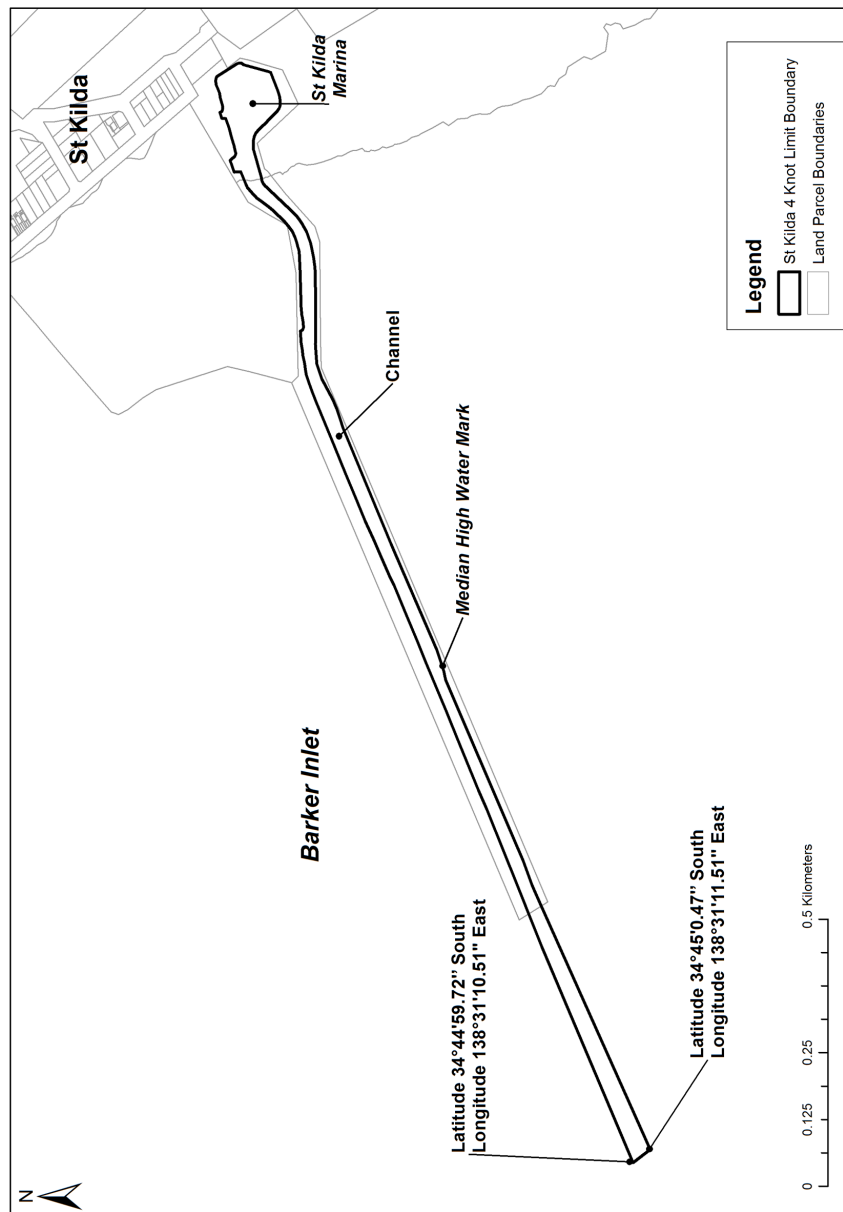 N
St Kilda
St Kilda
Marina
Channel
Median High Water Mark
Barker Inlet
Latitude 34°44'59.72" South
Longitude 138°31'10.51" East
Latitude 34°45'0.47" South
Longitude 138°31'11.51" East
0 0.125 0.25 0.5 Kilometers
Legend
St Kilda 4 Knot Limit Boundary
Land Parcel Boundaries